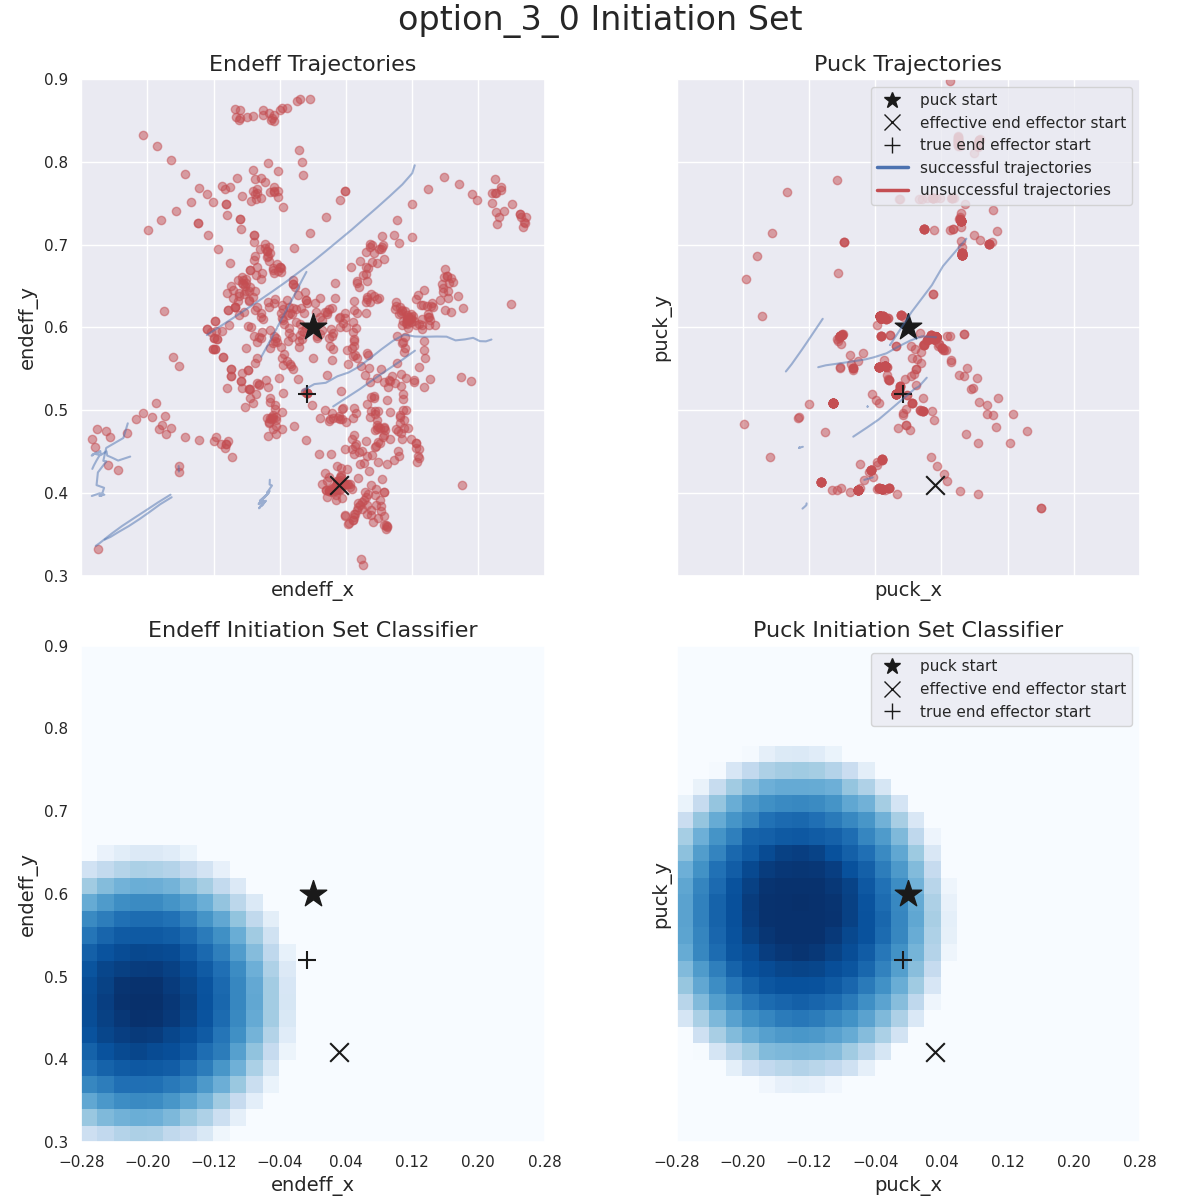 option_3_0 Initiation Set
Endeff Trajectories
Puck Trajectories
0.9
0.8
0.7
0.6
0.5
0.4
0.3
endeff_y
endeff_x
puck start
effective end effector start
true end effector start
successful trajectories
unsuccessful trajectories
puck_y
puck_x
Endeff Initiation Set Classifier
Puck Initiation Set Classifier
0.9
0.8
0.7
0.6
0.5
0.4
0.3
endeff_y
−0.28 −0.20 −0.12 −0.04 0.04 0.12 0.20 0.28
endeff_x
puck start
effective end effector start
true end effector start
puck_y
−0.28 −0.20 −0.12 −0.04 0.04 0.12 0.20 0.28
puck_x